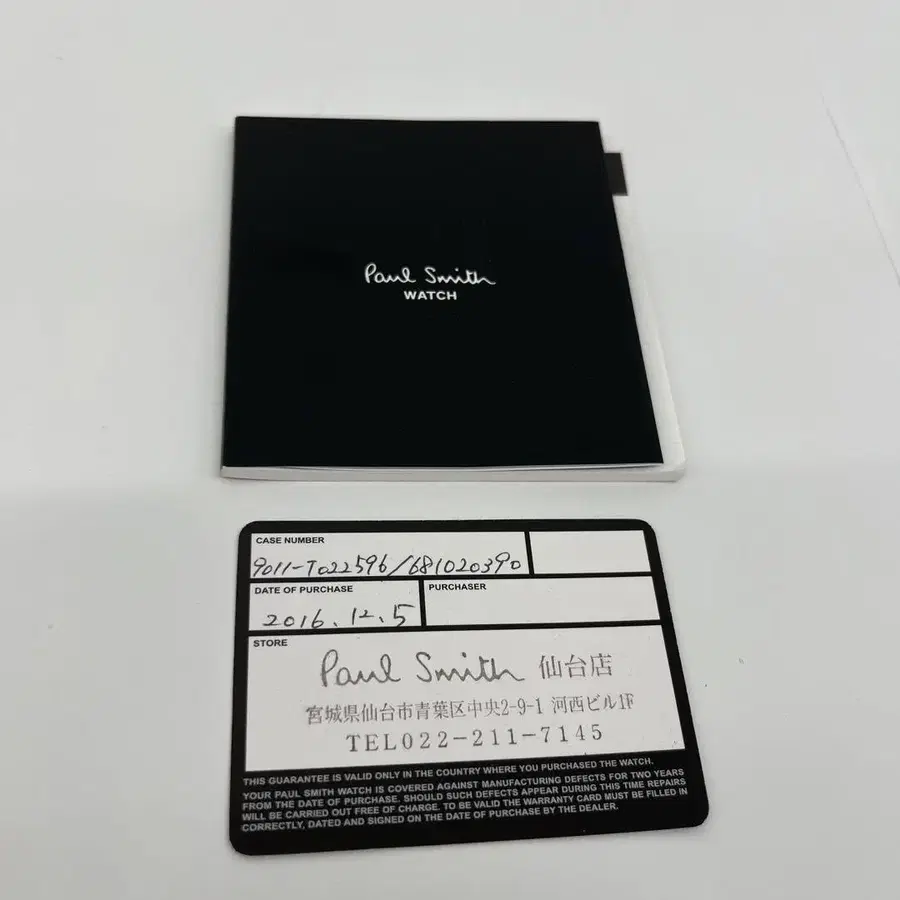 Paul Smith
WATCH
CASE NUMBER
9011-T022596/681020390
DATE OF PURCHASE
PURCHASER
2016.12.5
STORE
Paul Smith 仙台店
宮城県仙台市青葉区中央2-9-1 河西ビル1F
TEL022-211-7145
THIS GUARANTEE IS VALID ONLY IN THE COUNTRY WHERE YOU PURCHASED THE WATCH.
YOUR PAUL SMITH WATCH IS COVERED AGAINST MANUFACTURING DEFECTS FOR TWO YEARS
FROM THE DATE OF PURCHASE. SHOULD SUCH DEFECTS APPEAR DURING THIS TIME REPAIRS
WILL BE CARRIED OUT FREE OF CHARGE. TO BE VALID THE WARRANTY CARD MUST BE FILLED IN
CORRECTLY, DATED AND SIGNED ON THE DATE OF PURCHASE BY THE DEALER.